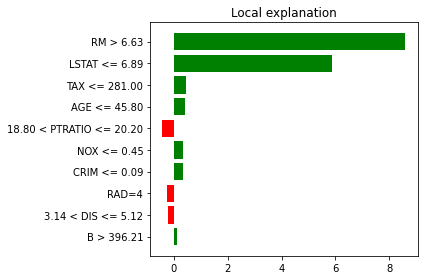 Local explanation
RM > 6.63
LSTAT <= 6.89
TAX <= 281.00
AGE <= 45.80
18.80 < PTRATIO <= 20.20
NOX <= 0.45
CRIM <= 0.09
RAD=4
3.14 < DIS <= 5.12
B > 396.21
0 2 4 6 8